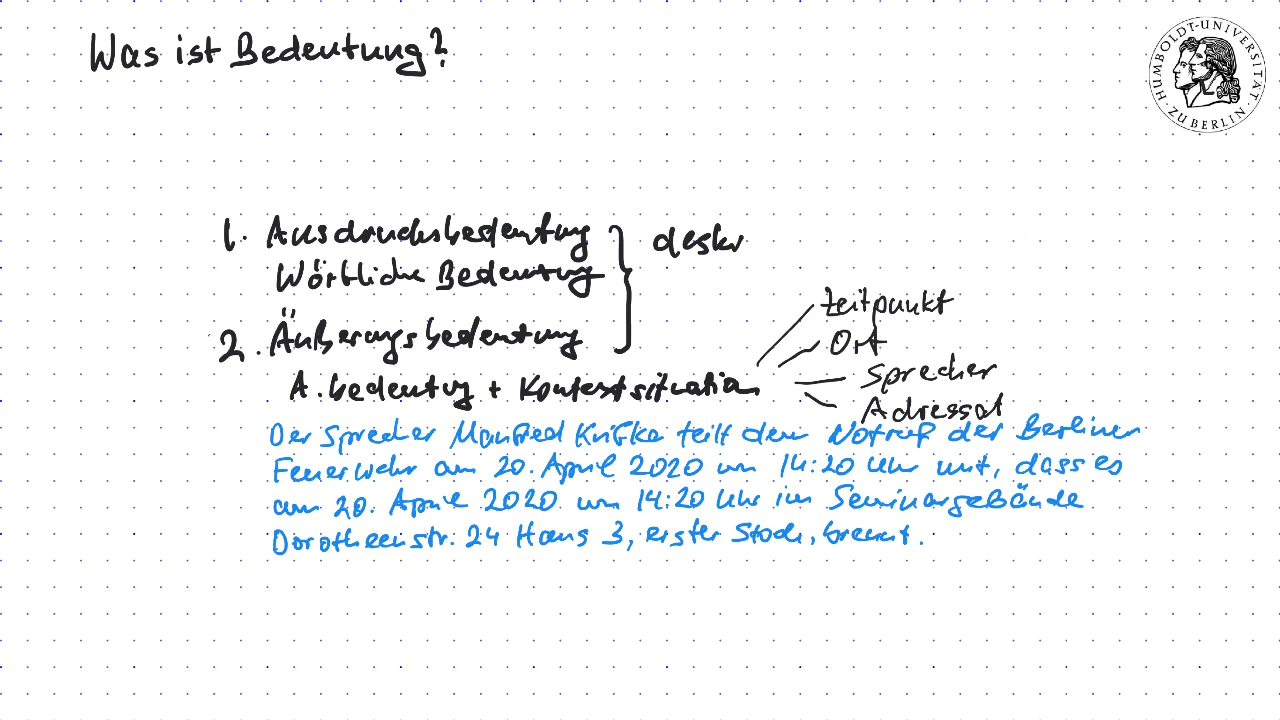 Was ist Bedeutung?
HUMBOLDT-UNIVERSITÄT ZU BERLIN
1. Ausdrucksbedeutung
Wörtliche Bedeutung
deskr
2. Äußerungsbedeutung
A. bedeutung + Kontextsituation
Zeitpunkt
Ort
Sprecher
Adressat
Der Sprecher Manfred Krifka teilt dem Notruf der Berliner
Feuerwehr am 20. April 2020 um 14:20 Uhr mit, dass es
am 20. April 2020 um 14:20 Uhr im Seminargebäude
Dorotheenstr. 24 Haus 3, erster Stock, brennt.